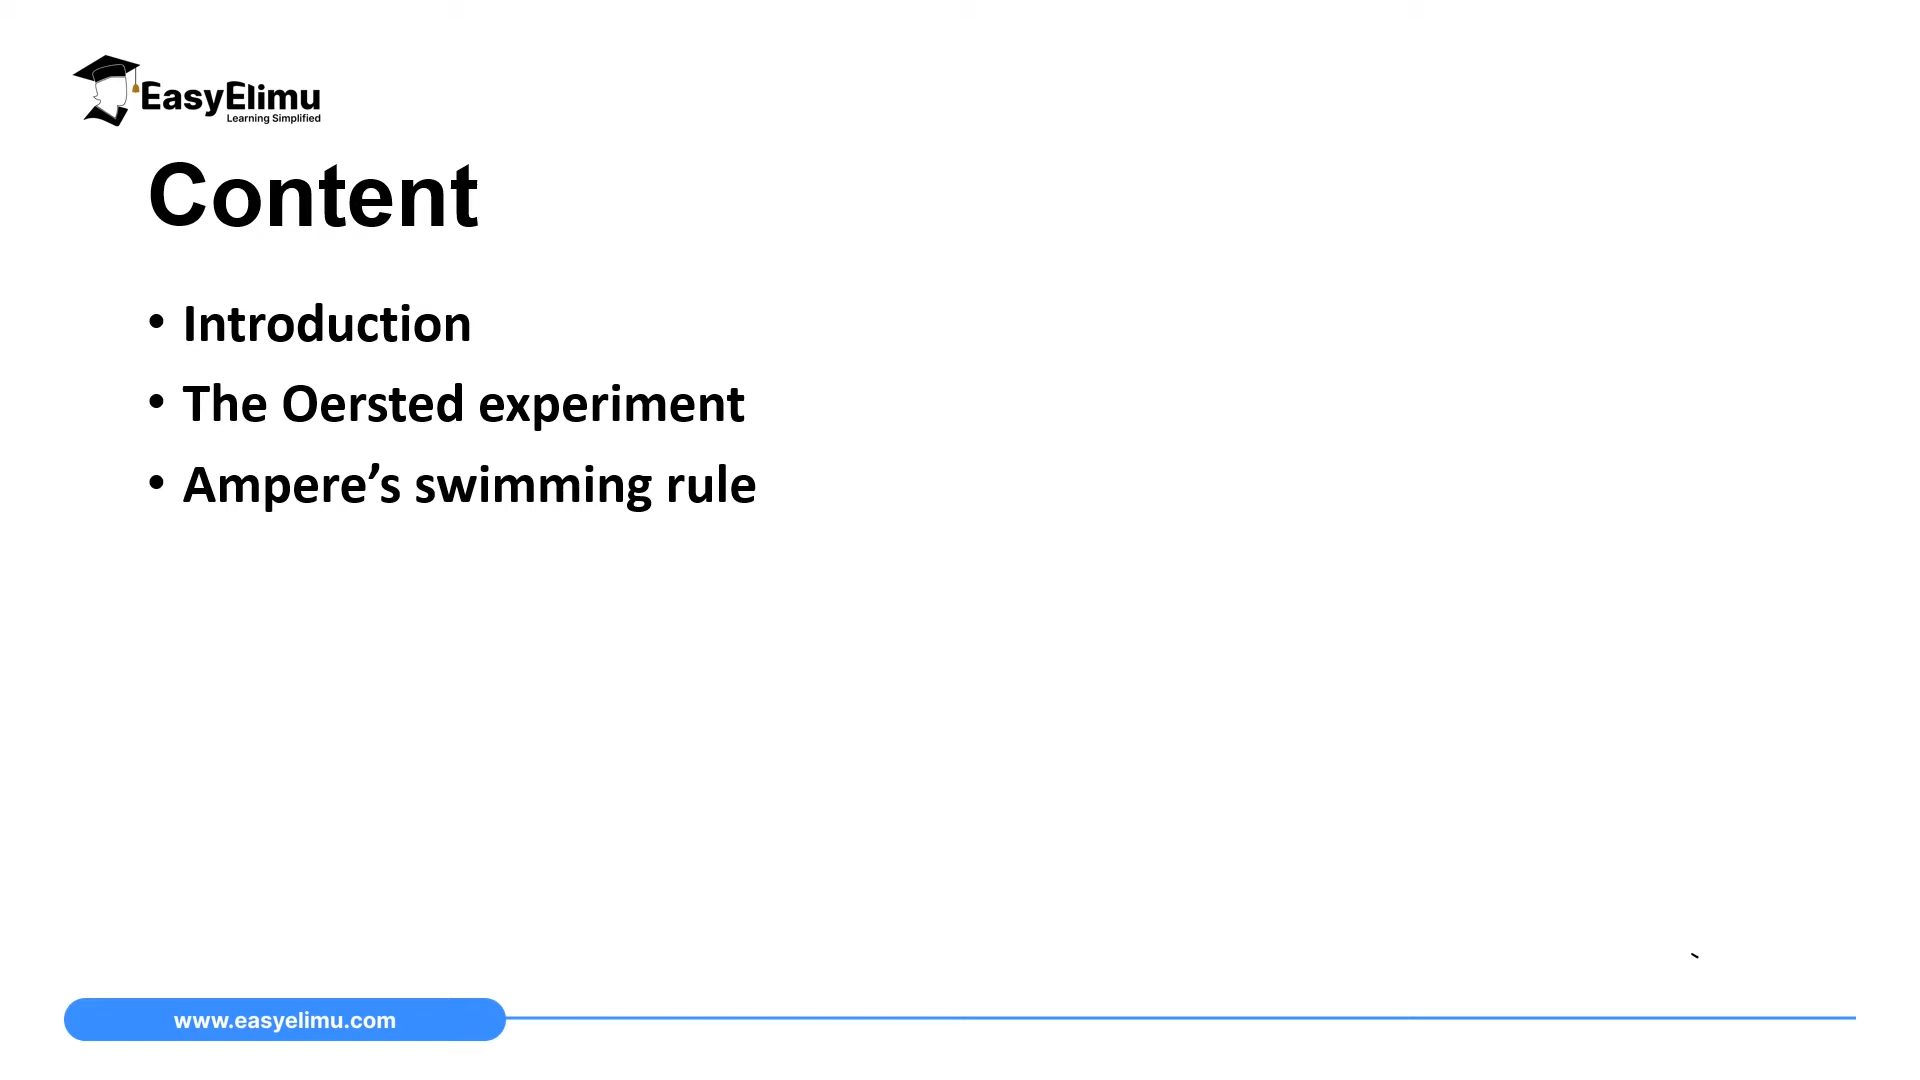 EasyElimu
Learning Simplified
Content
• Introduction
• The Oersted experiment
• Ampere’s swimming rule
www.easyelimu.com